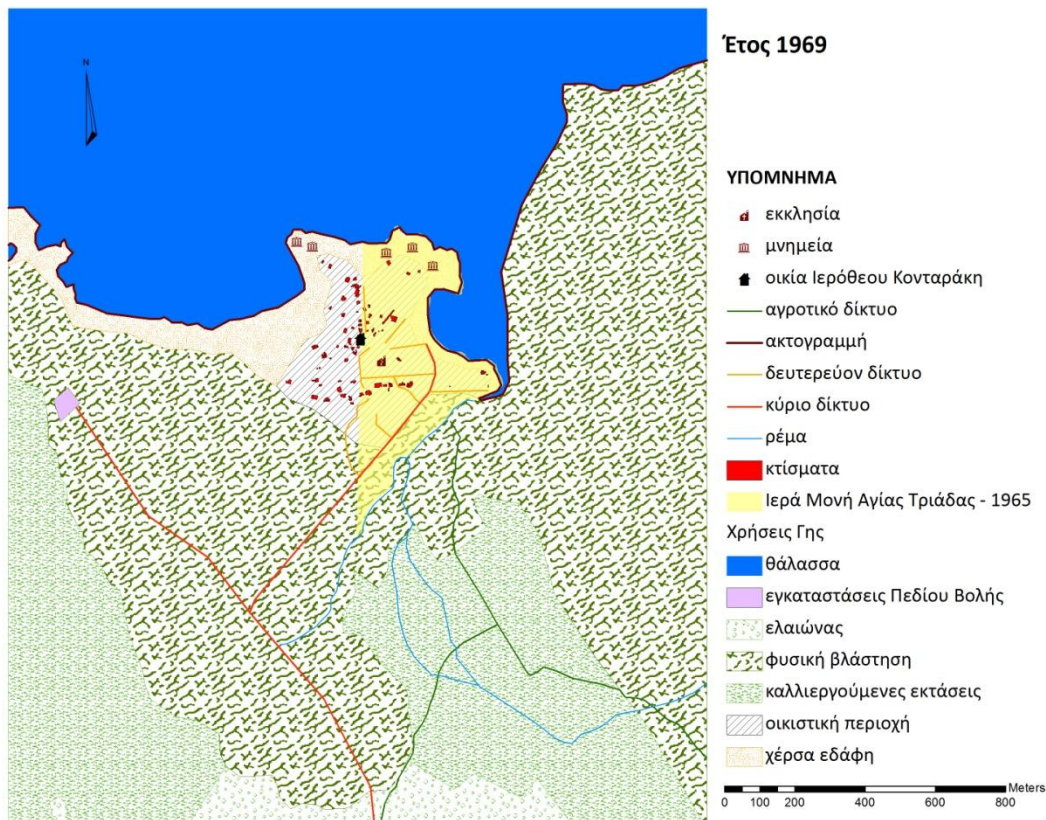 Έτος 1969
N
ΥΠΟΜΝΗΜΑ
εκκλησία
μνημεία
οικία Ιερόθεου Κονταράκη
αγροτικό δίκτυο
ακτογραμμή
δευτερεύον δίκτυο
κύριο δίκτυο
ρέμα
κτίσματα
Ιερά Μονή Αγίας Τριάδας - 1965
Χρήσεις Γης
θάλασσα
εγκαταστάσεις Πεδίου Βολής
ελαιώνας
φυσική βλάστηση
καλλιεργούμενες εκτάσεις
οικιστική περιοχή
χέρσα εδάφη
Meters
0 100 200 400 600 800